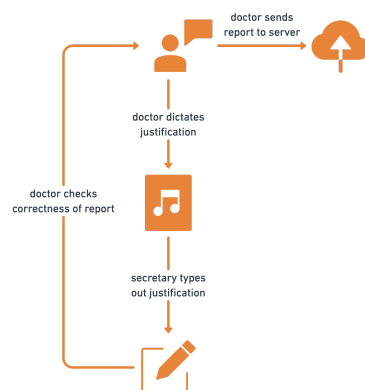 doctor sends
report to server
doctor dictates
justification
doctor checks
correctness of report
secretary types
out justification